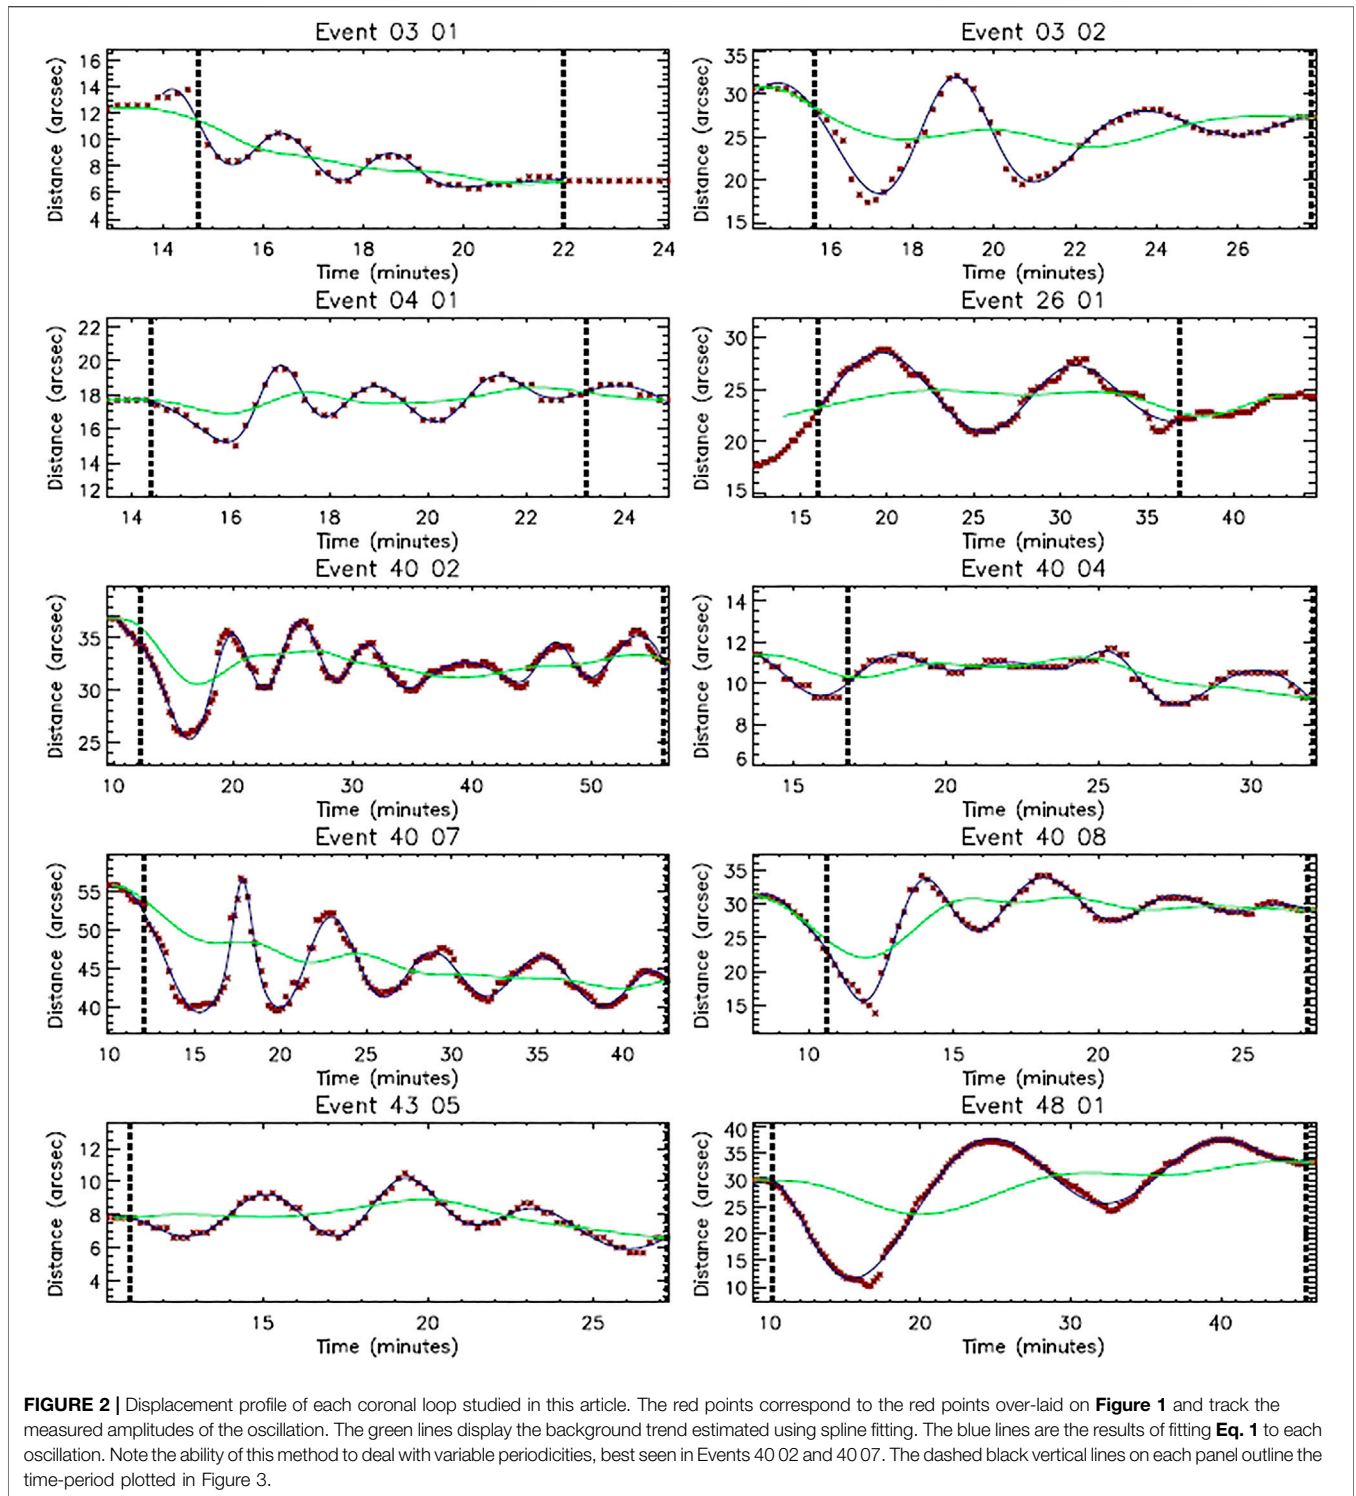 Event 03 01
16
14
12
10
8
6
4
Distance (arcsec)
14 16 18 20 22 24
Time (minutes)
Event 03 02
35
30
25
20
15
Distance (arcsec)
16 18 20 22 24 26
Time (minutes)
Event 04 01
22
20
18
16
14
12
Distance (arcsec)
14 16 18 20 22 24
Time (minutes)
Event 26 01
30
25
20
15
Distance (arcsec)
15 20 25 30 35 40
Time (minutes)
Event 40 02
35
30
25
Distance (arcsec)
10 20 30 40 50
Time (minutes)
Event 40 04
14
12
10
8
6
Distance (arcsec)
15 20 25 30
Time (minutes)
Event 40 07
55
50
45
40
Distance (arcsec)
10 15 20 25 30 35 40
Time (minutes)
Event 40 08
35
30
25
20
15
Distance (arcsec)
10 15 20 25
Time (minutes)
Event 43 05
12
10
8
6
4
Distance (arcsec)
15 20 25
Time (minutes)
Event 48 01
40
35
30
25
20
15
10
Distance (arcsec)
10 20 30 40
Time (minutes)
FIGURE 2 | Displacement profile of each coronal loop studied in this article. The red points correspond to the red points over-laid on Figure 1 and track the
measured amplitudes of the oscillation. The green lines display the background trend estimated using spline fitting. The blue lines are the results of fitting Eq. 1 to each
oscillation. Note the ability of this method to deal with variable periodicities, best seen in Events 40 02 and 40 07. The dashed black vertical lines on each panel outline the
time-period plotted in Figure 3.